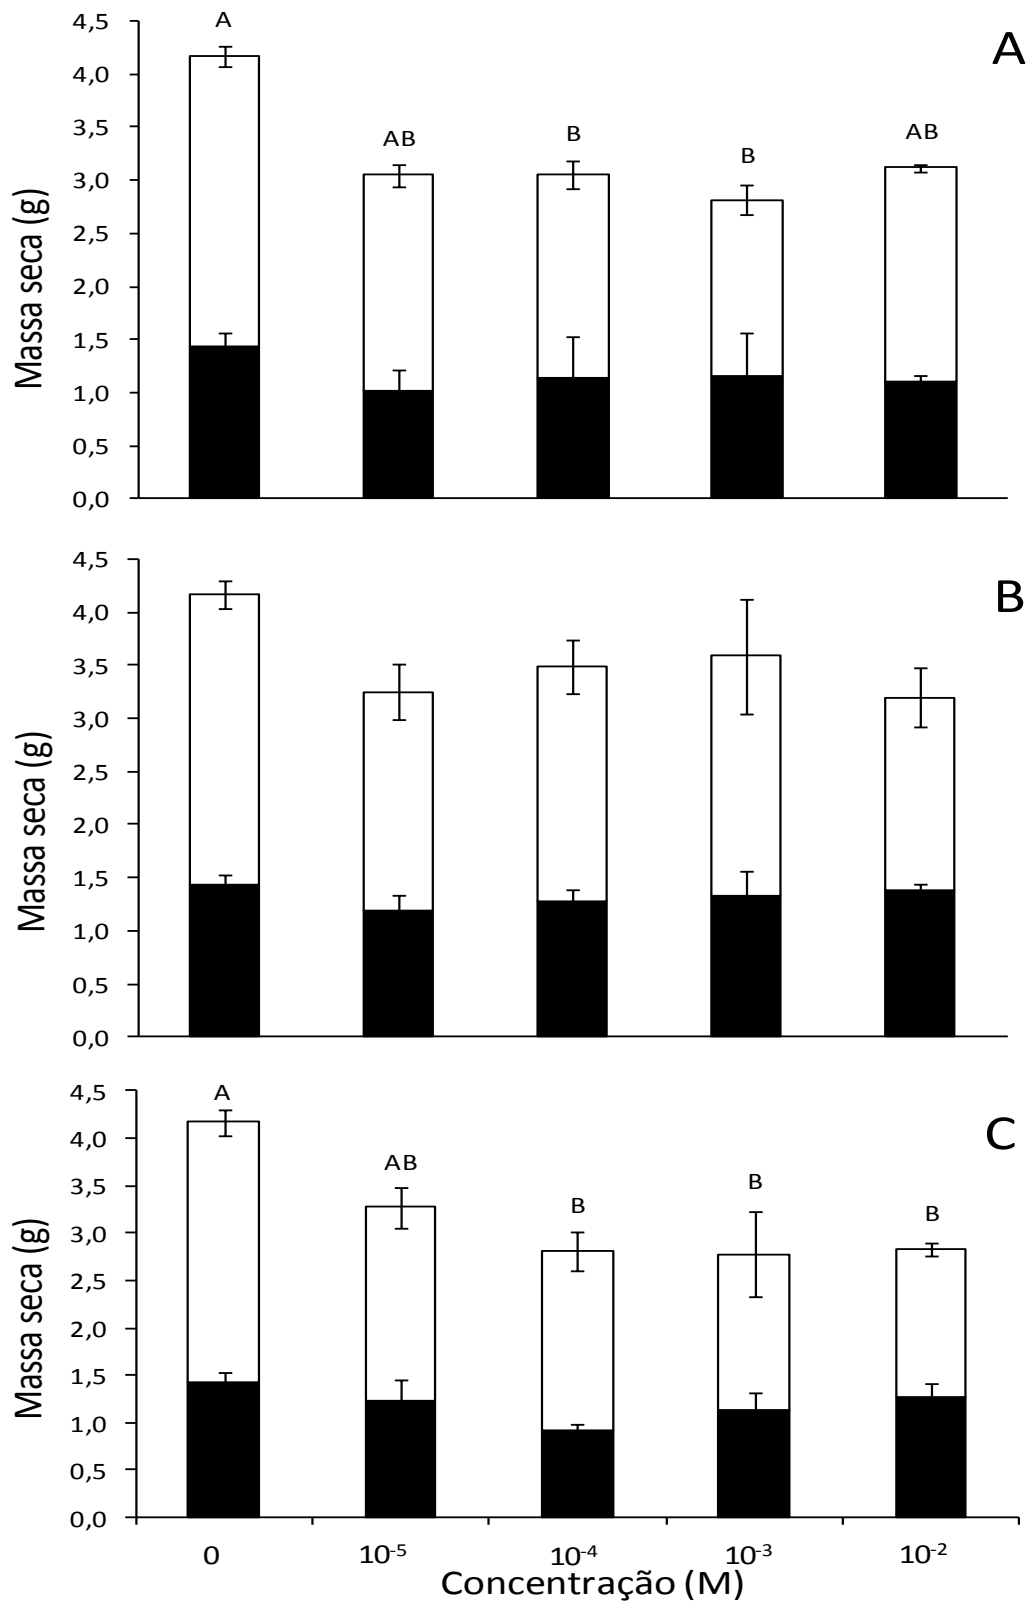 A
4,5
A
4,0
3,5
AB
B
B
AB
3,0
2,5
2,0
1,5
1,0
0,5
0,0
Massa seca (g)
B
4,5
4,0
3,5
3,0
2,5
2,0
1,5
1,0
0,5
0,0
Massa seca (g)
C
4,5
A
4,0
AB
3,5
B
B
B
3,0
2,5
2,0
1,5
1,0
0,5
0,0
Massa seca (g)
0 10⁻⁵ 10⁻⁴ 10⁻³ 10⁻²
Concentração (M)